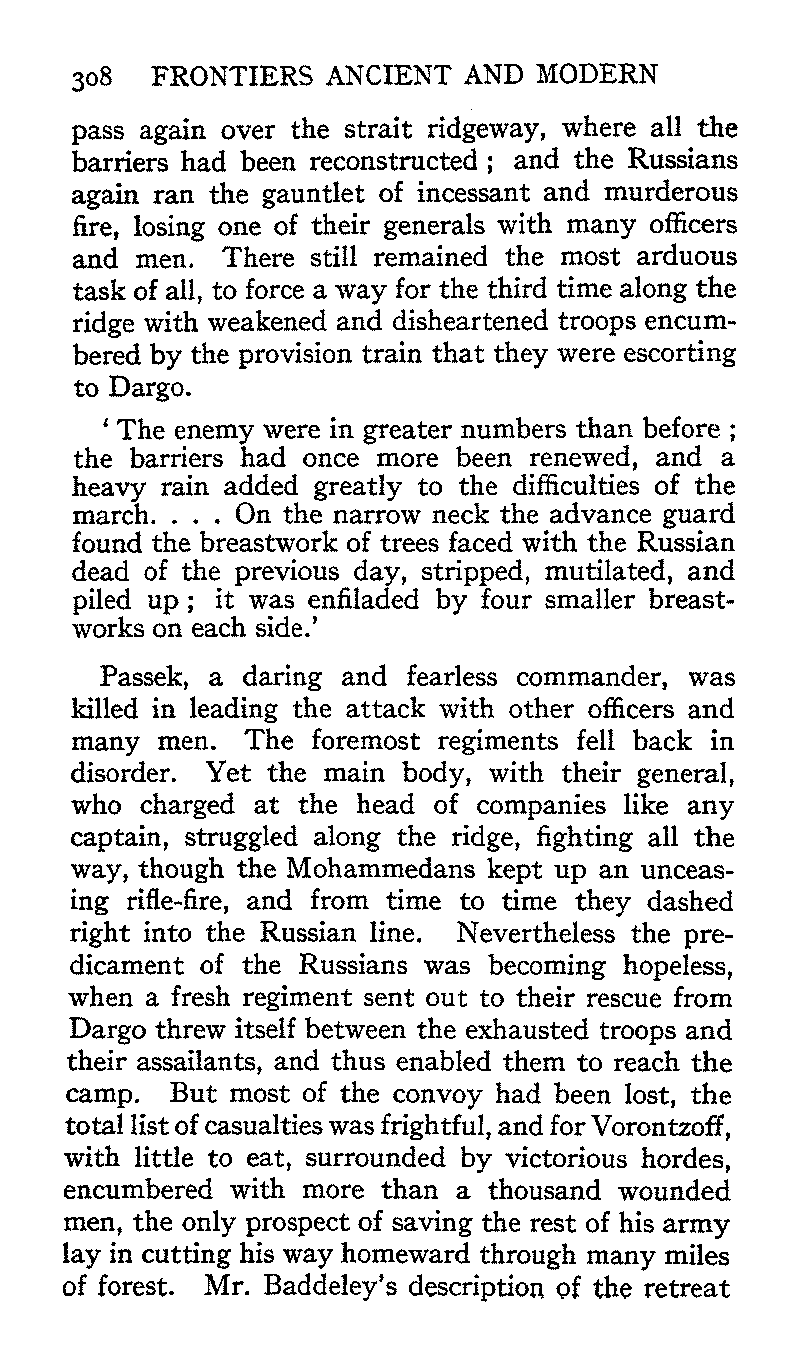 308 FRONTIERS ANCIENT AND MODERN
pass again over the strait ridgeway, where all the
barriers had been reconstructed ; and the Russians
again ran the gauntlet of incessant and murderous
fire, losing one of their generals with many officers
and men. There still remained the most arduous
task of all, to force a way for the third time along the
ridge with weakened and disheartened troops encum-
bered by the provision train that they were escorting
to Dargo.
‘ The enemy were in greater numbers than before ;
the barriers had once more been renewed, and a
heavy rain added greatly to the difficulties of the
march. . . . On the narrow neck the advance guard
found the breastwork of trees faced with the Russian
dead of the previous day, stripped, mutilated, and
piled up ; it was enfiladed by four smaller breast-
works on each side.’
Passek, a daring and fearless commander, was
killed in leading the attack with other officers and
many men. The foremost regiments fell back in
disorder. Yet the main body, with their general,
who charged at the head of companies like any
captain, struggled along the ridge, fighting all the
way, though the Mohammedans kept up an unceas-
ing rifle-fire, and from time to time they dashed
right into the Russian line. Nevertheless the pre-
dicament of the Russians was becoming hopeless,
when a fresh regiment sent out to their rescue from
Dargo threw itself between the exhausted troops and
their assailants, and thus enabled them to reach the
camp. But most of the convoy had been lost, the
total list of casualties was frightful, and for Vorontzoff,
with little to eat, surrounded by victorious hordes,
encumbered with more than a thousand wounded
men, the only prospect of saving the rest of his army
lay in cutting his way homeward through many miles
of forest. Mr. Baddeley’s description of the retreat